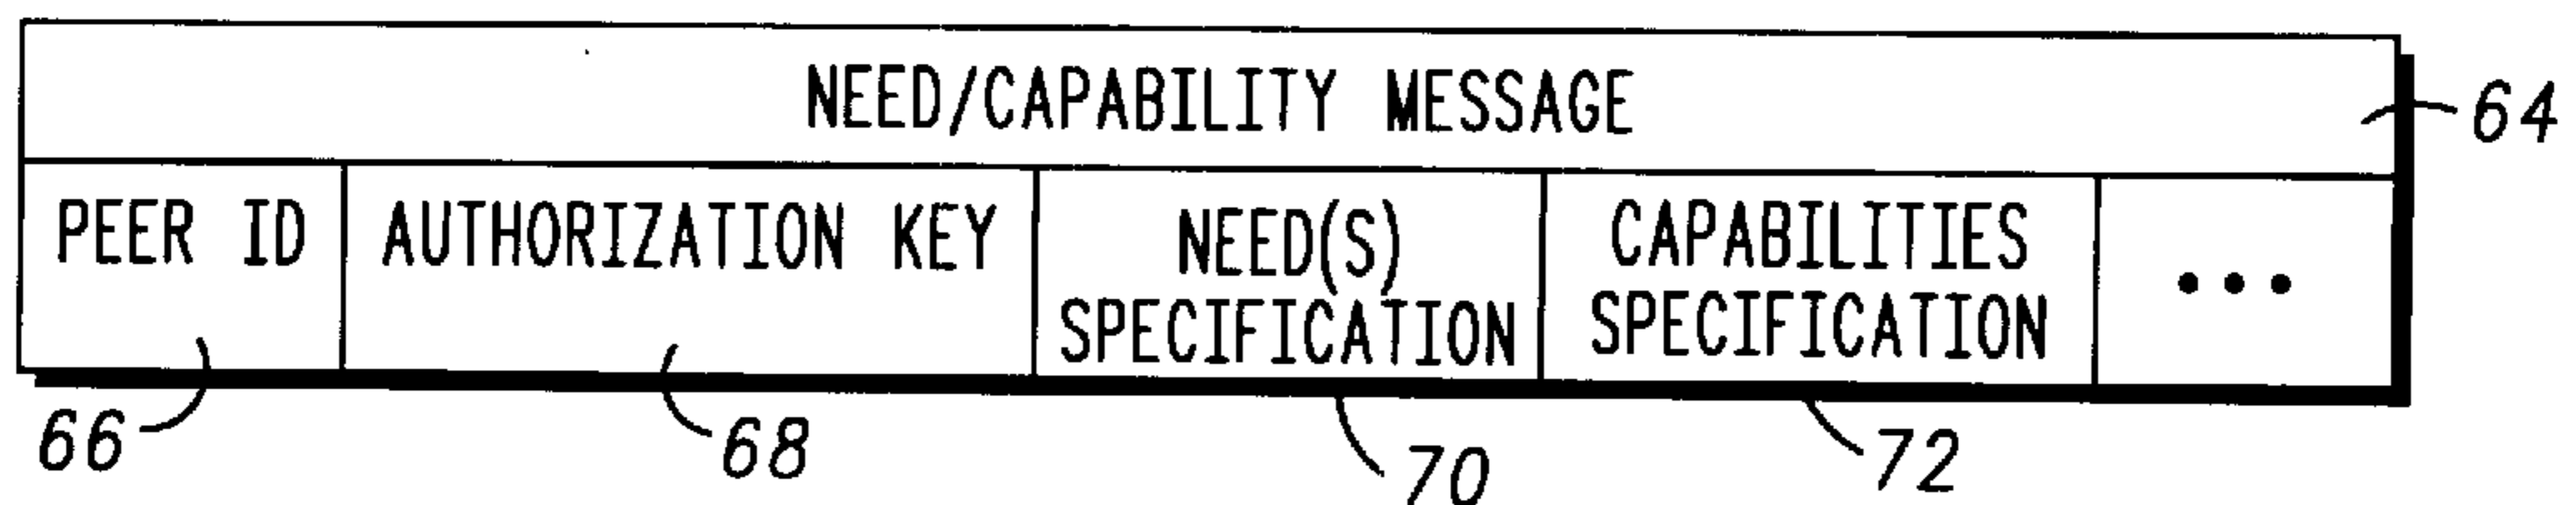 NEED/CAPABILITY MESSAGE
64
PEER ID
AUTHORIZATION KEY
NEED(S)
SPECIFICATION
CAPABILITIES
SPECIFICATION
•••
66
68
70
72